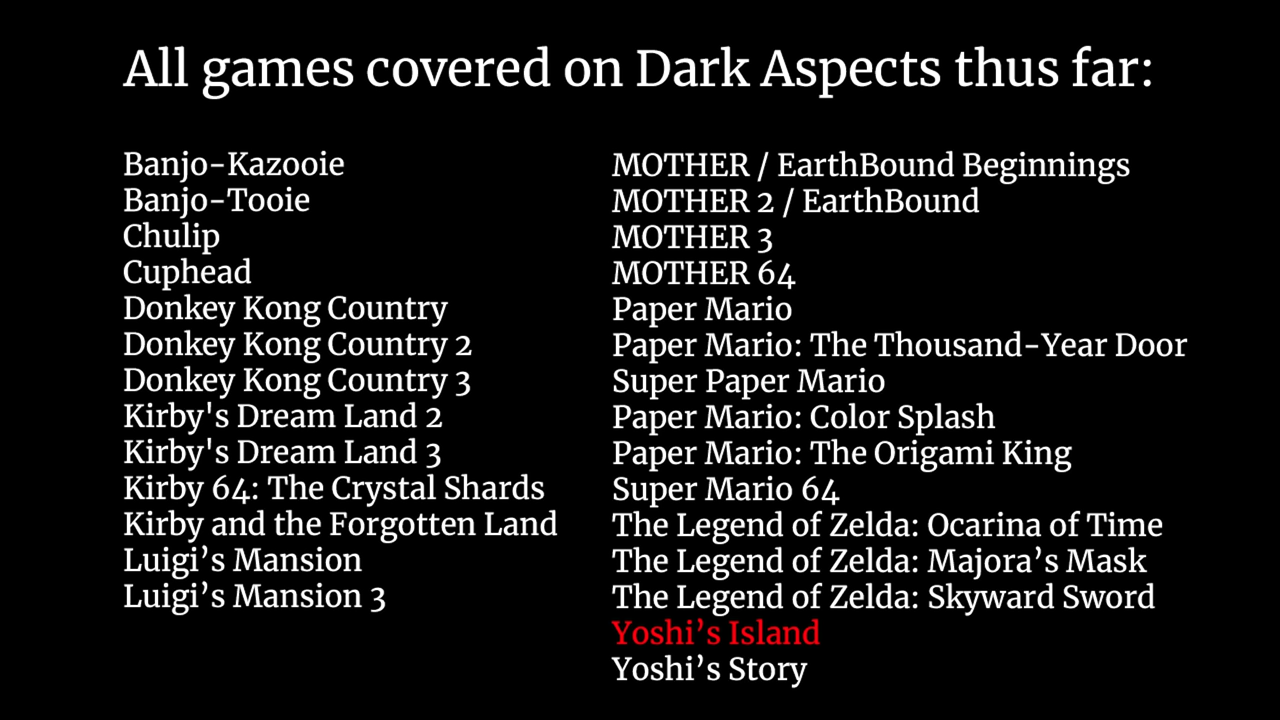 All games covered on Dark Aspects thus far:
Banjo-Kazooie
Banjo-Tooie
Chulip
Cuphead
Donkey Kong Country
Donkey Kong Country 2
Donkey Kong Country 3
Kirby's Dream Land 2
Kirby's Dream Land 3
Kirby 64: The Crystal Shards
Kirby and the Forgotten Land
Luigi’s Mansion
Luigi’s Mansion 3
MOTHER / EarthBound Beginnings
MOTHER 2 / EarthBound
MOTHER 3
MOTHER 64
Paper Mario
Paper Mario: The Thousand-Year Door
Super Paper Mario
Paper Mario: Color Splash
Paper Mario: The Origami King
Super Mario 64
The Legend of Zelda: Ocarina of Time
The Legend of Zelda: Majora’s Mask
The Legend of Zelda: Skyward Sword
Yoshi’s Island
Yoshi’s Story